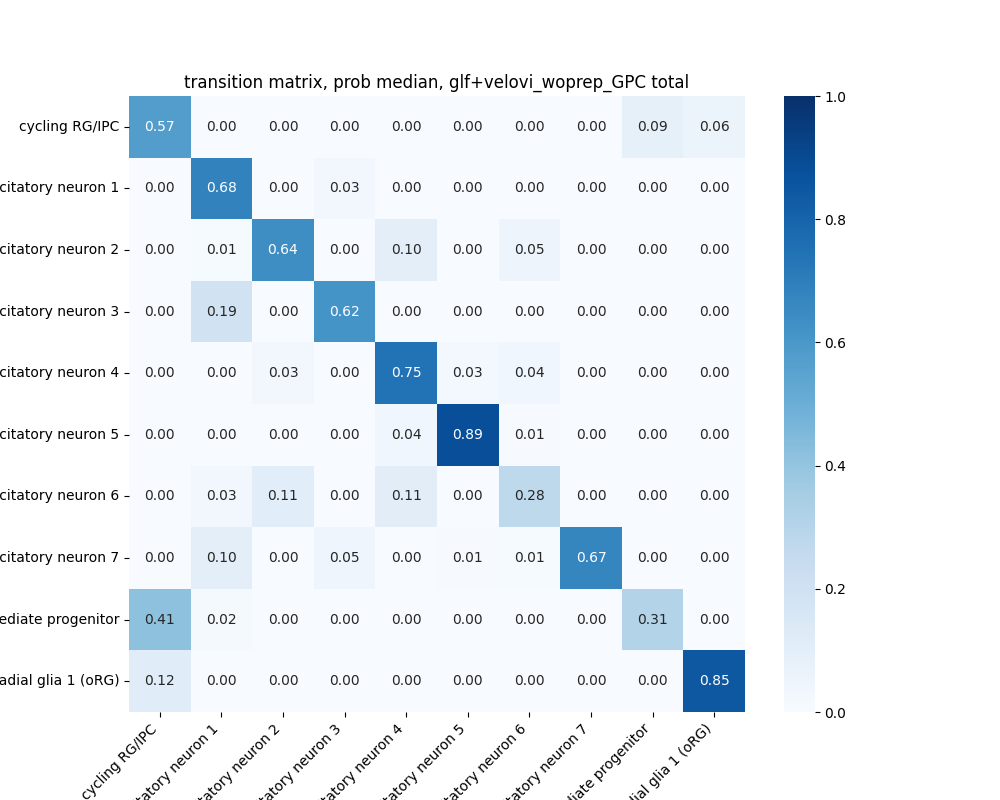 transition matrix, prob median, glf+velovi_woprep_GPC total
cycling RG/IPC 0.57 0.00 0.00 0.00 0.00 0.00 0.00 0.00 0.09 0.06
citatory neuron 1 0.00 0.68 0.00 0.03 0.00 0.00 0.00 0.00 0.00 0.00
citatory neuron 2 0.00 0.01 0.64 0.00 0.10 0.00 0.05 0.00 0.00 0.00
citatory neuron 3 0.00 0.19 0.00 0.62 0.00 0.00 0.00 0.00 0.00 0.00
citatory neuron 4 0.00 0.00 0.03 0.00 0.75 0.03 0.04 0.00 0.00 0.00
citatory neuron 5 0.00 0.00 0.00 0.00 0.04 0.89 0.01 0.00 0.00 0.00
citatory neuron 6 0.00 0.03 0.11 0.00 0.11 0.00 0.28 0.00 0.00 0.00
citatory neuron 7 0.00 0.10 0.00 0.05 0.00 0.01 0.01 0.67 0.00 0.00
ediate progenitor 0.41 0.02 0.00 0.00 0.00 0.00 0.00 0.00 0.31 0.00
adial glia 1 (oRG) 0.12 0.00 0.00 0.00 0.00 0.00 0.00 0.00 0.00 0.85
cycling RG/IPC
tatory neuron 1
tatory neuron 2
tatory neuron 3
tatory neuron 4
tatory neuron 5
tatory neuron 6
tatory neuron 7
diate progenitor
dial glia 1 (oRG)
1.0
0.8
0.6
0.4
0.2
0.0